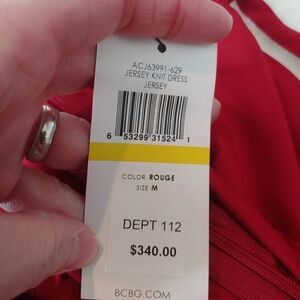 ACJ63991-629
JERSEY KNIT DRESS
JERSEY
6 53299 31524 1
COLOR ROUGE
SIZE M
DEPT 112
$340.00
BCBG.COM